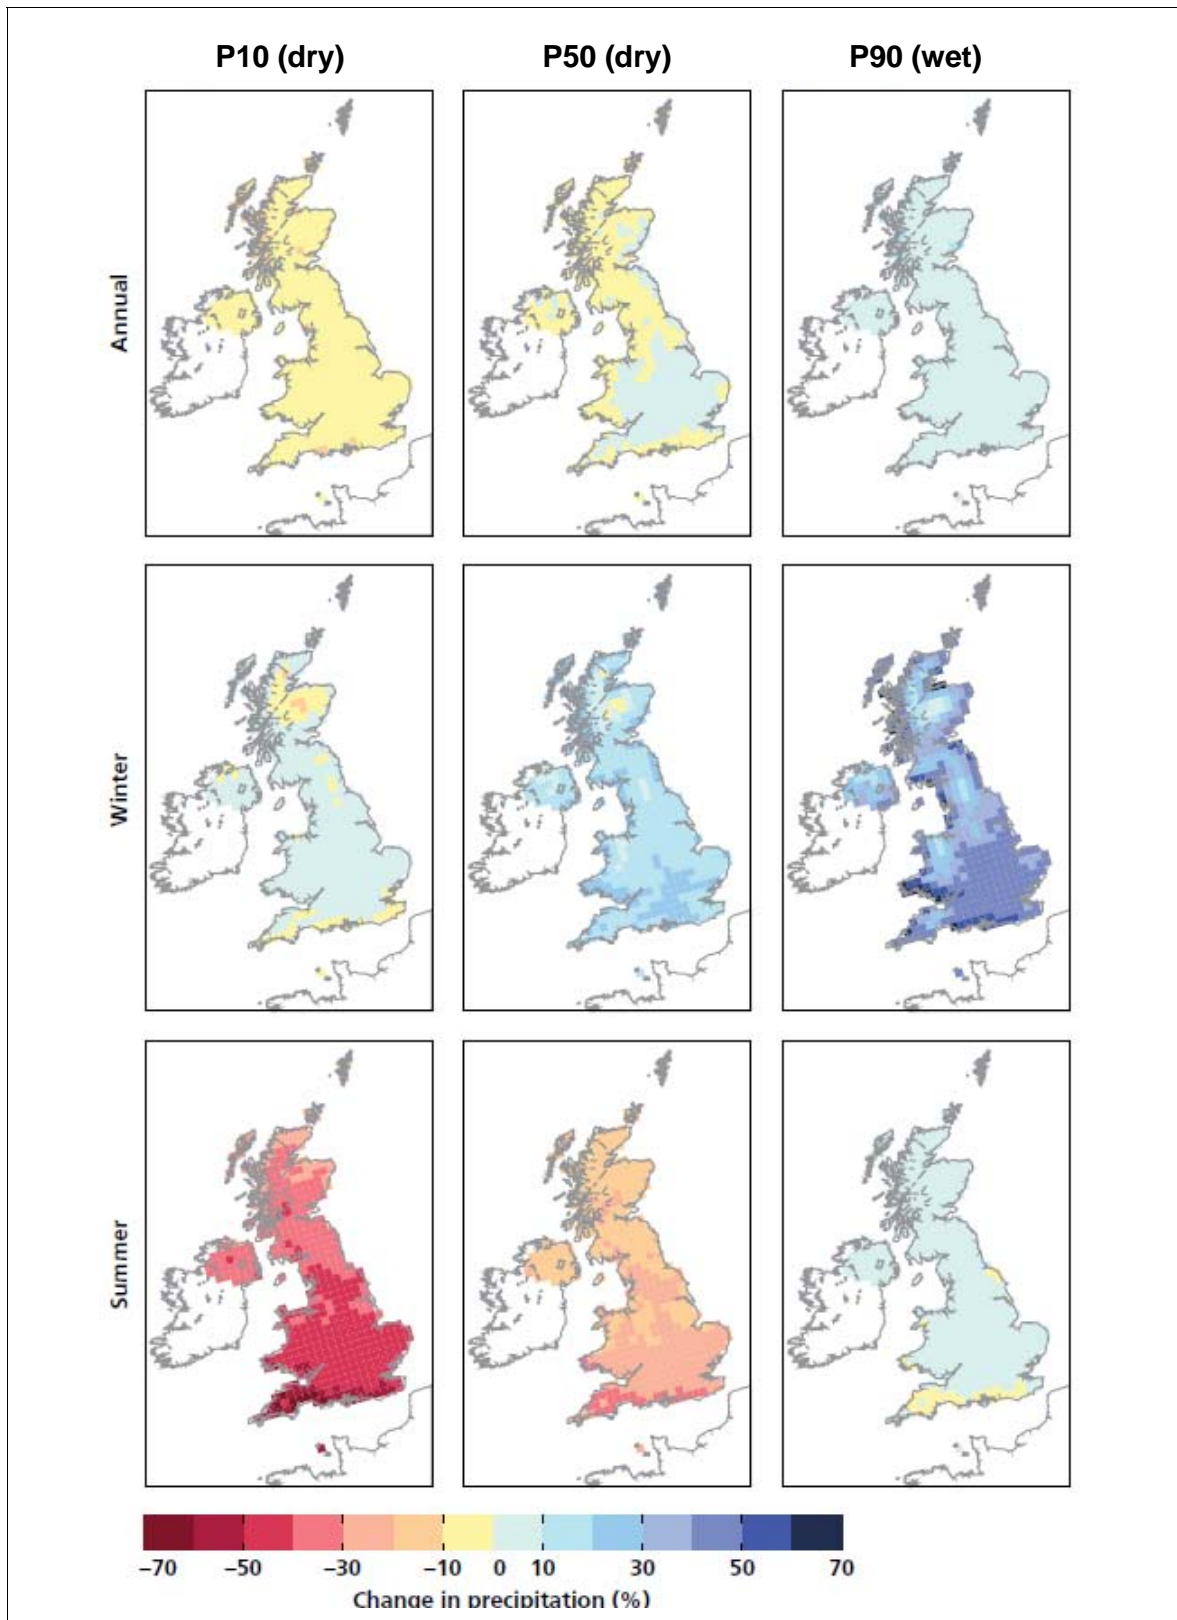 P10 (dry) P50 (dry) P90 (wet)
Annual
Winter
Summer
−70 −50 −30 −10 0 10 30 50 70
Change in precipitation (%)